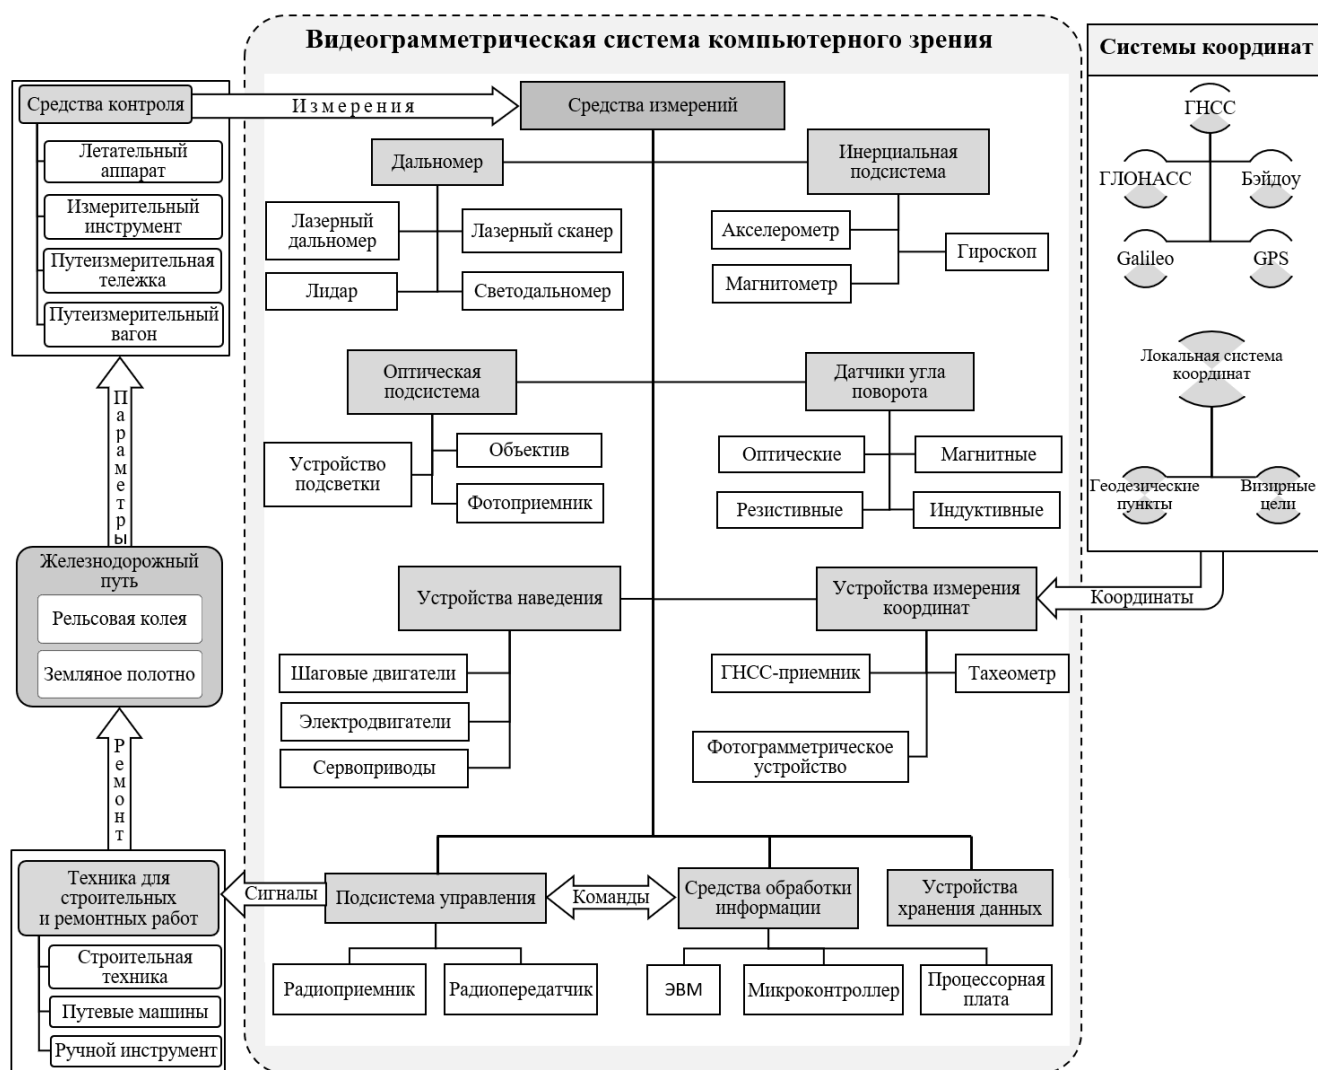 Видеограмметрическая система компьютерного зрения
Системы координат
Средства контроля
Летательный
аппарат
Измерительный
инструмент
Путеизмерительная
тележка
Путеизмерительный
вагон
Измерения
Средства измерений
Дальномер
Лазерный
дальномер
Лазерный сканер
Лидар
Светодальномер
Инерциальная
подсистема
Акселерометр
Гироскоп
Магнитометр
Оптическая
подсистема
Объектив
Устройство
подсветки
Фотоприемник
Датчики угла
поворота
Оптические
Магнитные
Резистивные
Индуктивные
Устройства наведения
Шаговые двигатели
Электродвигатели
Сервоприводы
Устройства измерения
координат
ГНСС-приемник
Тахеометр
Фотограмметрическое
устройство
ГНСС
ГЛОНАСС
Бэйдоу
Galileo
GPS
Локальная система
координат
Геодезические
пункты
Визирные
цели
Координаты
Параметры
Железнодорожный
путь
Рельсовая колея
Земляное полотно
Ремонт
Техника для
строительных
и ремонтных работ
Строительная
техника
Путевые машины
Ручной инструмент
Сигналы
Подсистема управления
Радиоприемник
Радиопередатчик
Команды
Средства обработки
информации
ЭВМ
Микроконтроллер
Процессорная
плата
Устройства
хранения данных